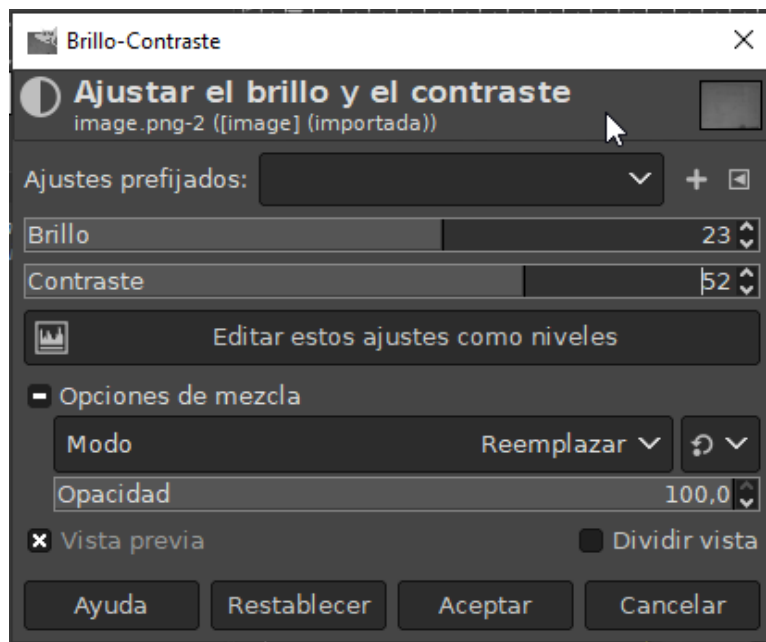 Brillo-Contraste
Ajustar el brillo y el contraste
image.png-2 ([image] (importada))
Ajustes prefijados:
Brillo 23
Contraste 52
Editar estos ajustes como niveles
Opciones de mezcla
Modo Reemplazar
Opacidad 100,0
Vista previa Dividir vista
Ayuda Restablecer Aceptar Cancelar